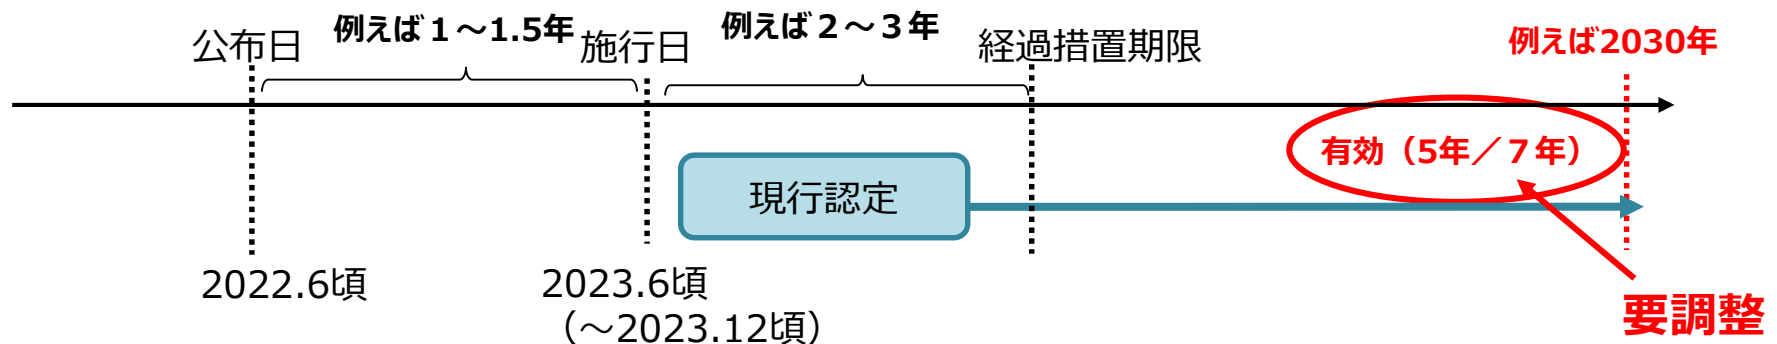 公布日
例えば１～1.5年
施行日
例えば２～３年
経過措置期限
例えば2030年
有効（5年／７年）
現行認定
2022.6頃
2023.6頃
（～2023.12頃）
要調整